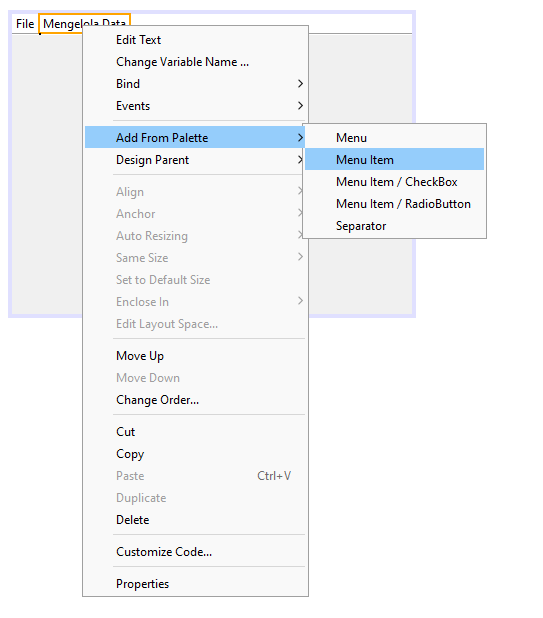 File Mengelola Data
Edit Text
Change Variable Name ...
Bind
Events
Add From Palette
Design Parent
Align
Anchor
Auto Resizing
Same Size
Set to Default Size
Enclose In
Edit Layout Space...
Move Up
Move Down
Change Order...
Cut
Copy
Paste Ctrl+V
Duplicate
Delete
Customize Code...
Properties
Menu
Menu Item
Menu Item / CheckBox
Menu Item / RadioButton
Separator